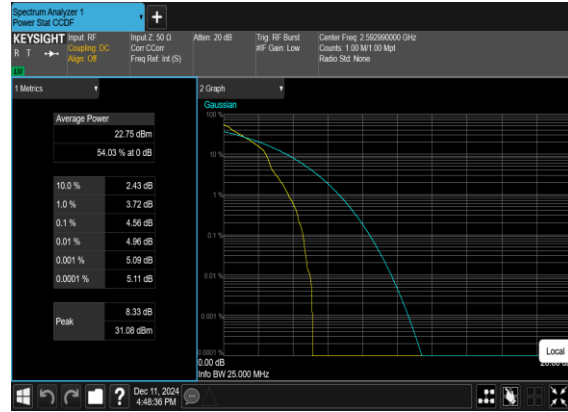 Spectrum Analyzer 1
Power Stat CCDF
KEYSIGHT
R T
LM
Input: RF
Coupling: DC
Align: Off
Input Z: 50 Ω
Corr CCorr
Freq Ref: Int (S)
Atten: 20 dB
Trig: RF Burst
#IF Gain: Low
Center Freq: 2.592990000 GHz
Counts: 1.00 M/1.00 Mpt
Radio Std: None
1 Metrics
Average Power
22.75 dBm
54.03 % at 0 dB
10.0 % 2.43 dB
1.0 % 3.72 dB
0.1 % 4.56 dB
0.01 % 4.96 dB
0.001 % 5.09 dB
0.0001 % 5.11 dB
Peak
8.33 dB
31.08 dBm
2 Graph
Gaussian
100 %
10 %
1 %
0.1 %
0.01 %
0.001 %
0.0001 %
0.00 dB
Info BW 25.000 MHz
Local
?
Dec 11, 2024
4:48:36 PM